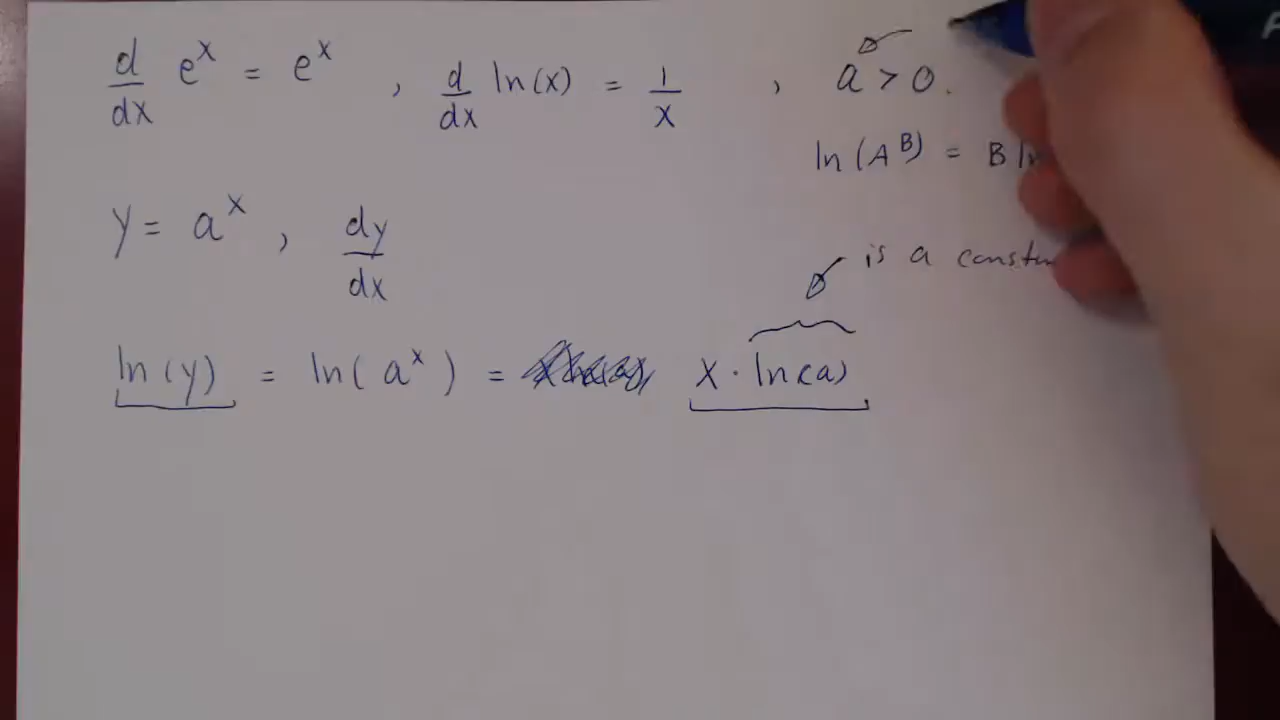 d/dx e^x = e^x , d/dx ln(x) = 1/x , a > 0.
ln(A^B) = B
y = a^x , dy/dx
is a
ln(y) = ln(a^x) = x · ln(a)